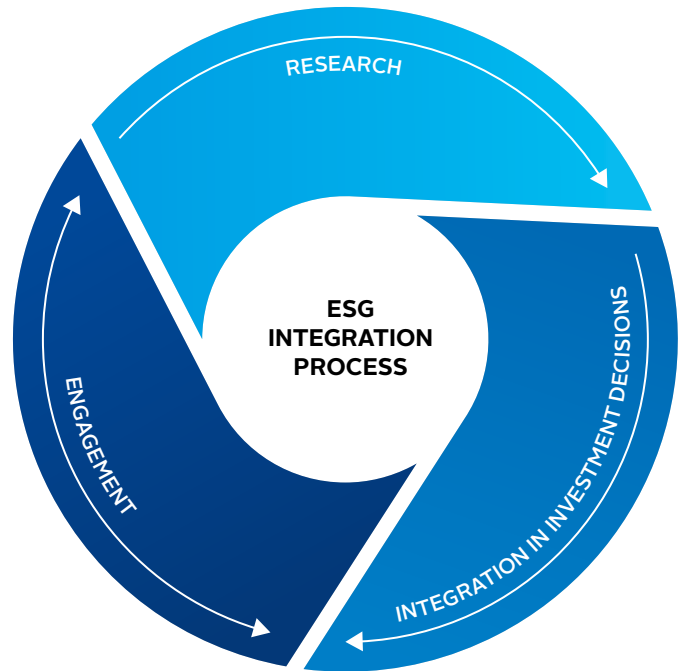 RESEARCH
ESG
INTEGRATION
PROCESS
INTEGRATION IN INVESTMENT DECISIONS
ENGAGEMENT